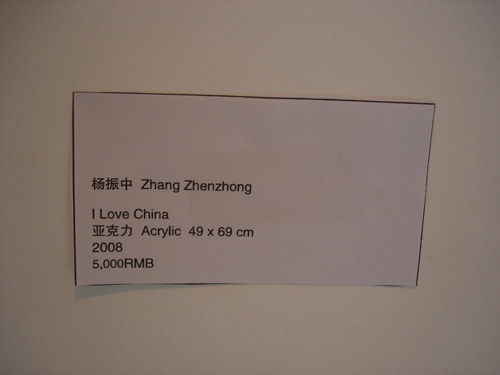 杨振中 Zhang Zhenzhong
I Love China
亚克力 Acrylic 49 x 69 cm
2008
5,000RMB